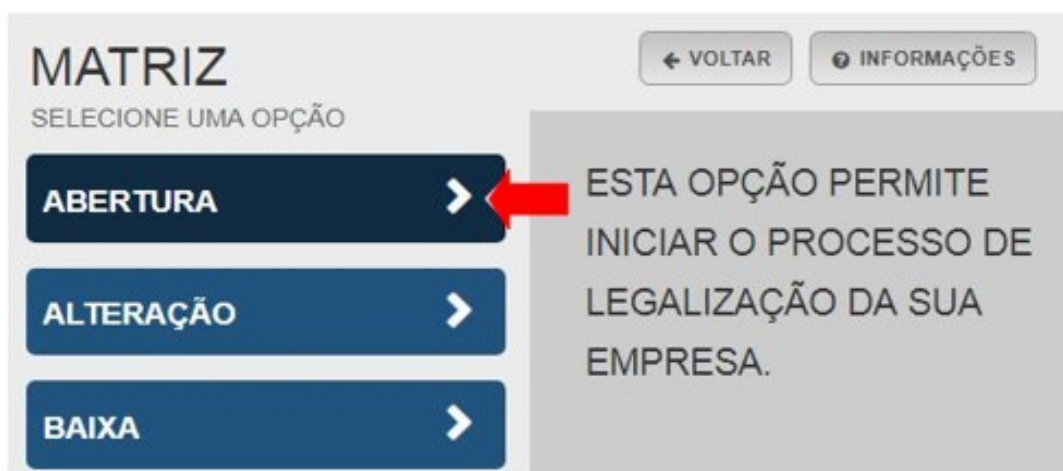 MATRIZ
SELECIONE UMA OPÇÃO
VOLTAR
INFORMAÇÕES
ABERTURA
ALTERAÇÃO
BAIXA
ESTA OPÇÃO PERMITE
INICIAR O PROCESSO DE
LEGALIZAÇÃO DA SUA
EMPRESA.